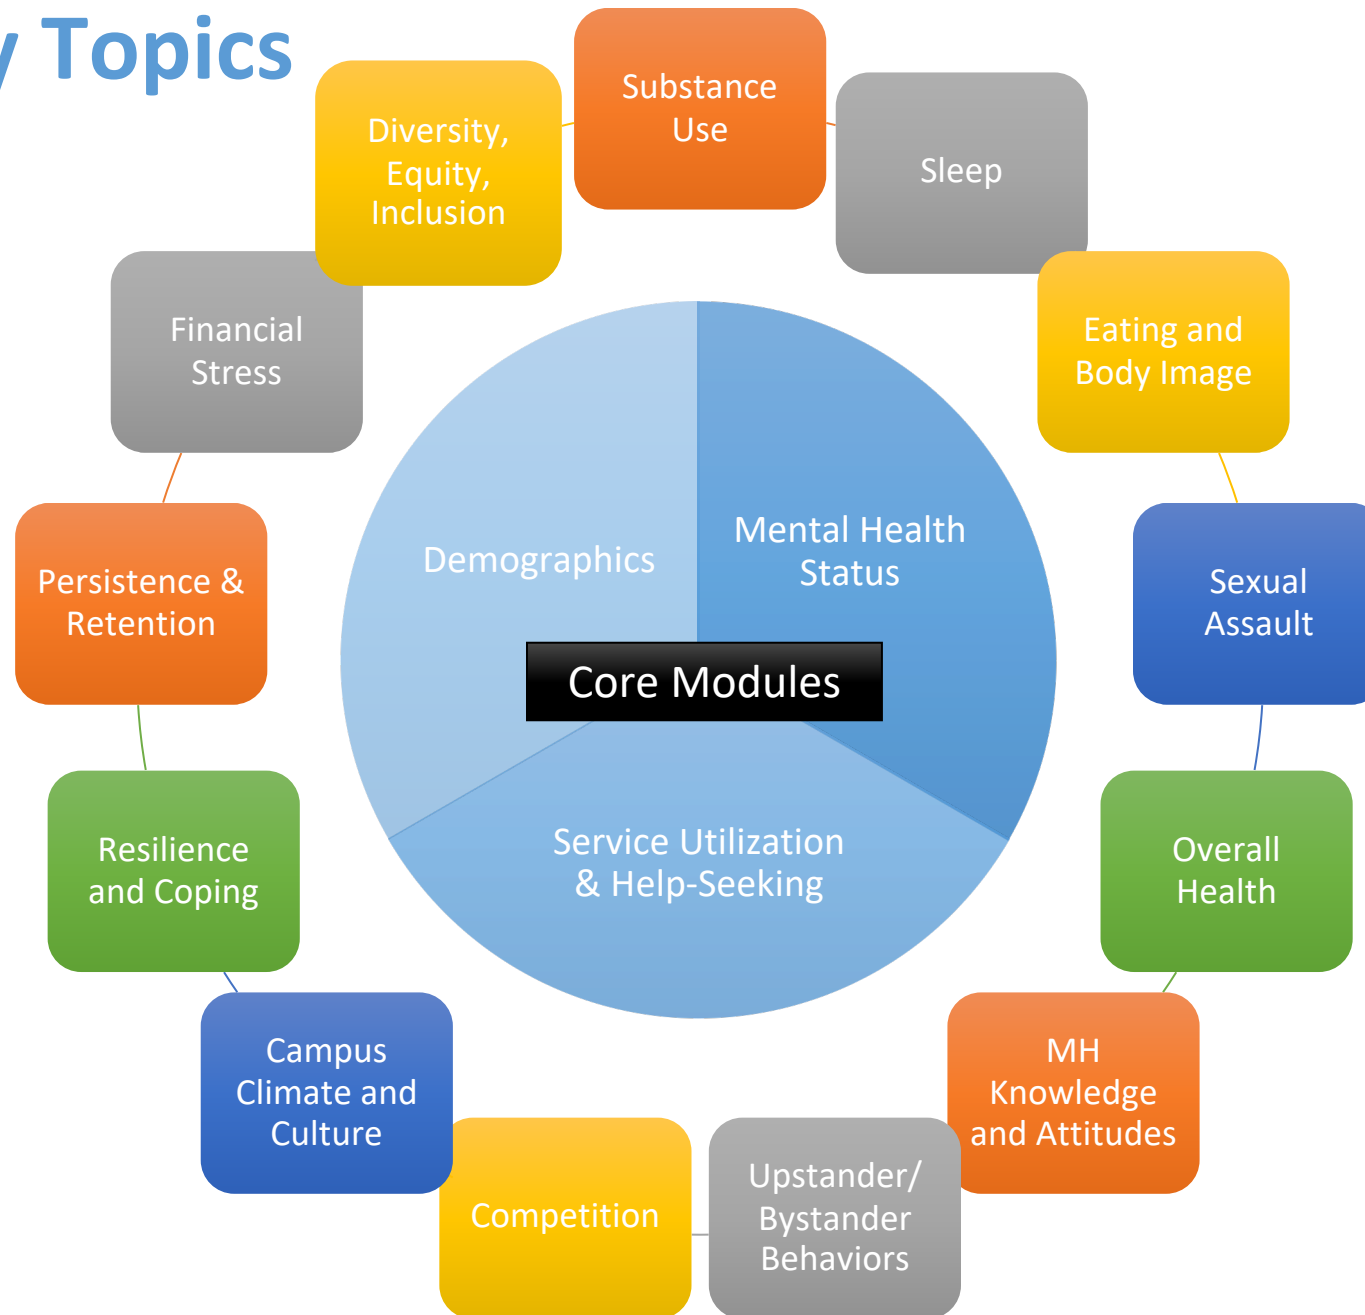 y Topics
Substance
Use
Sleep
Eating and
Body Image
Sexual
Assault
Overall
Health
MH
Knowledge
and Attitudes
Upstander/
Bystander
Behaviors
Competition
Campus
Climate and
Culture
Resilience
and Coping
Persistence &
Retention
Financial
Stress
Diversity,
Equity,
Inclusion
Mental Health
Status
Service Utilization
& Help-Seeking
Demographics
Core Modules